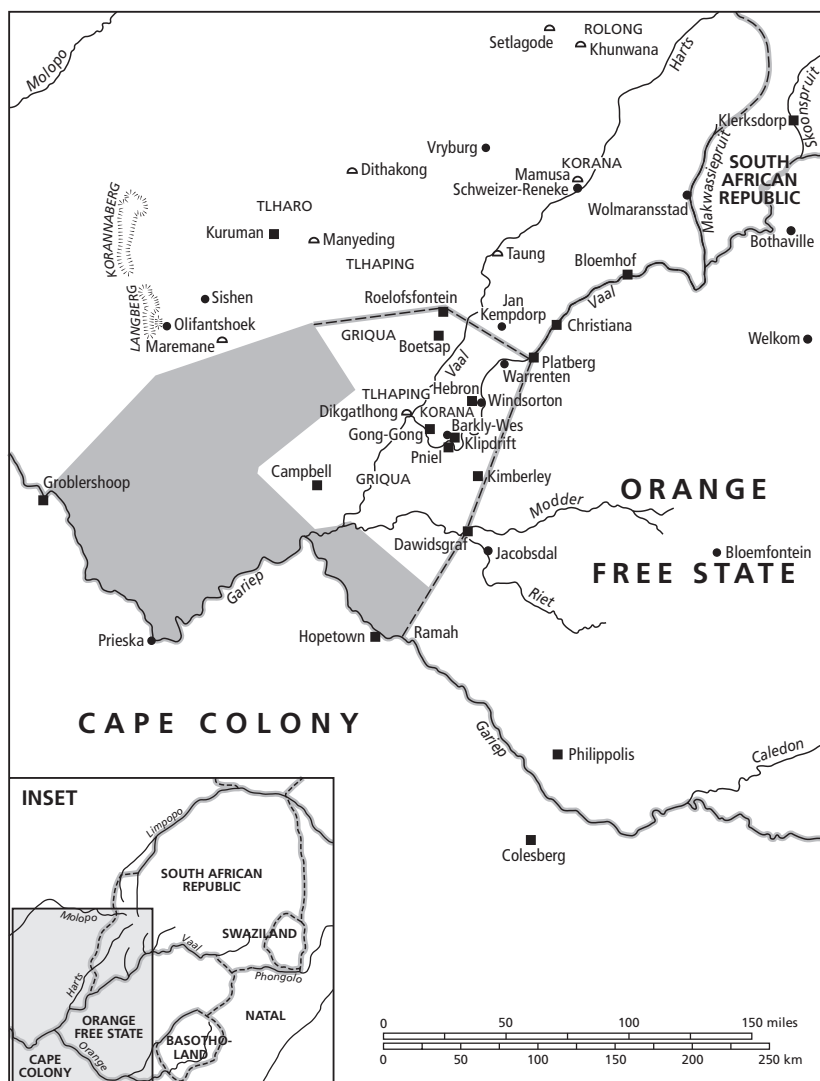 Molopo
Setlagode
ROLONG
Khunwana
Harts
Klerksdorp
Skoonspruit
Vryburg
Dithakong
Mamusa
KORANA
Schweizer-Reneke
Makwassiepruit
SOUTH
AFRICAN
REPUBLIC
Wolmaransstad
KORANNABERG
TLHARO
Kuruman
Manyeding
TLHAPING
Taung
Bothaville
Bloemhof
LANGBERG
Sishen
Roelofsfontein
Jan
Kempdorp
Vaal
Christiana
Olifantshoek
Maremane
GRIQUA
Boetsap
Vaal
Welkom
Platberg
Warrenten
TLHAPING
Hebron
Windsorton
Dikgatlhong
KORANA
Barkly-Wes
Gong-Gong
Klipdrift
Pniel
Campbell
GRIQUA
Kimberley
Groblershoop
ORANGE
Modder
Dawidsgraf
Jacobsdal
Bloemfontein
FREE STATE
Gariep
Riet
Prieska
Hopetown
Ramah
CAPE COLONY
Gariep
Philippolis
Caledon
Colesberg
INSET
Limpopo
SOUTH AFRICAN
REPUBLIC
Molopo
SWAZILAND
Vaal
Phongolo
Harts
NATAL
ORANGE
FREE STATE
BASOTHO-
LAND
CAPE
COLONY
Orange
0 50 100 150 miles
0 50 100 150 200 250 km